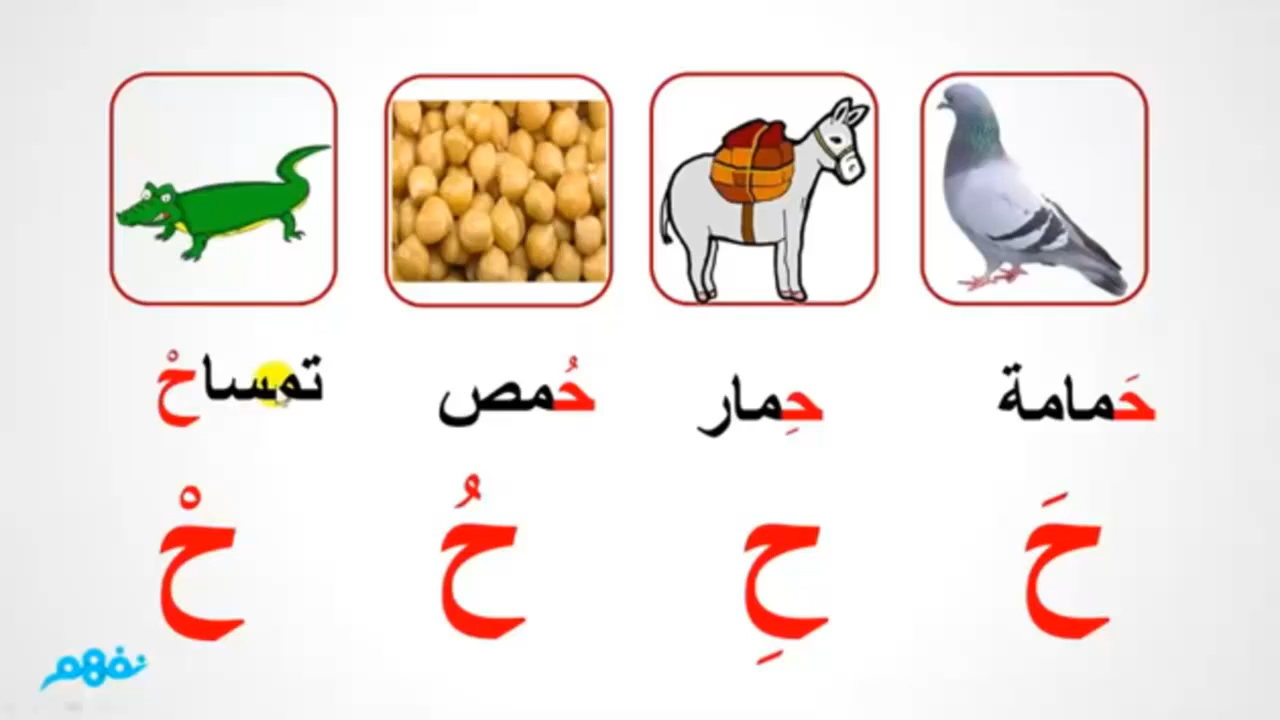 حَمامة حِمار حُمص تمساحْ
حَ حِ حُ حْ
نفهم